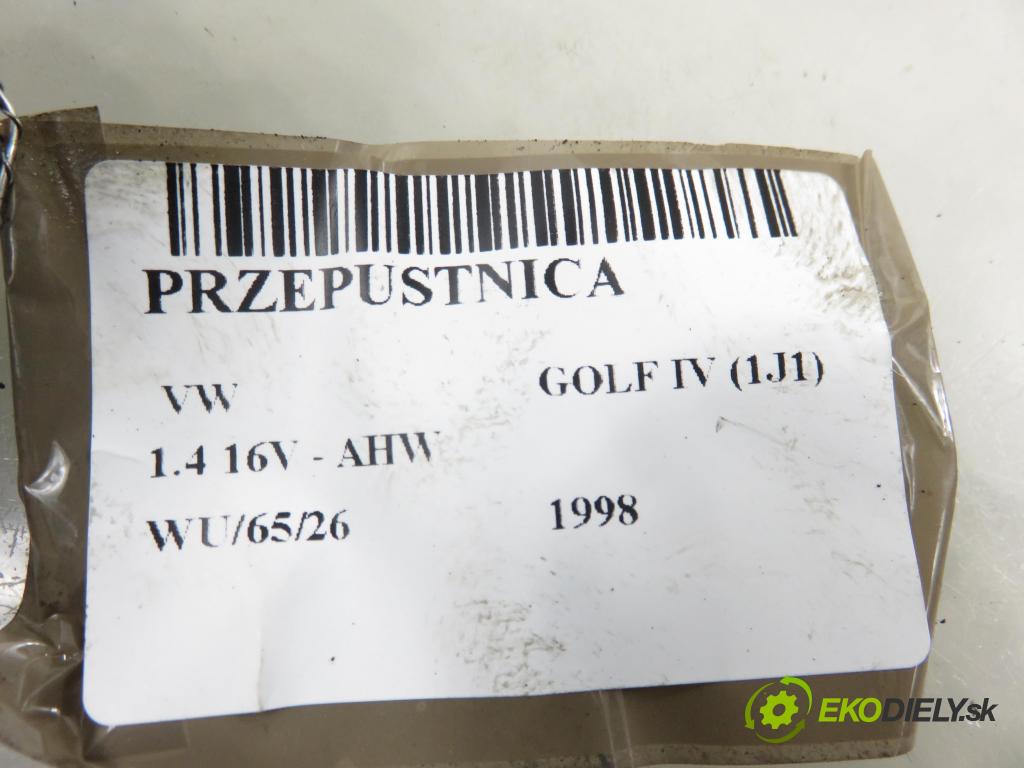 PRZEPUSTNICA
VW GOLF IV (1J1)
1.4 16V - AHW
WU/65/26 1998
EKODIELY.sk